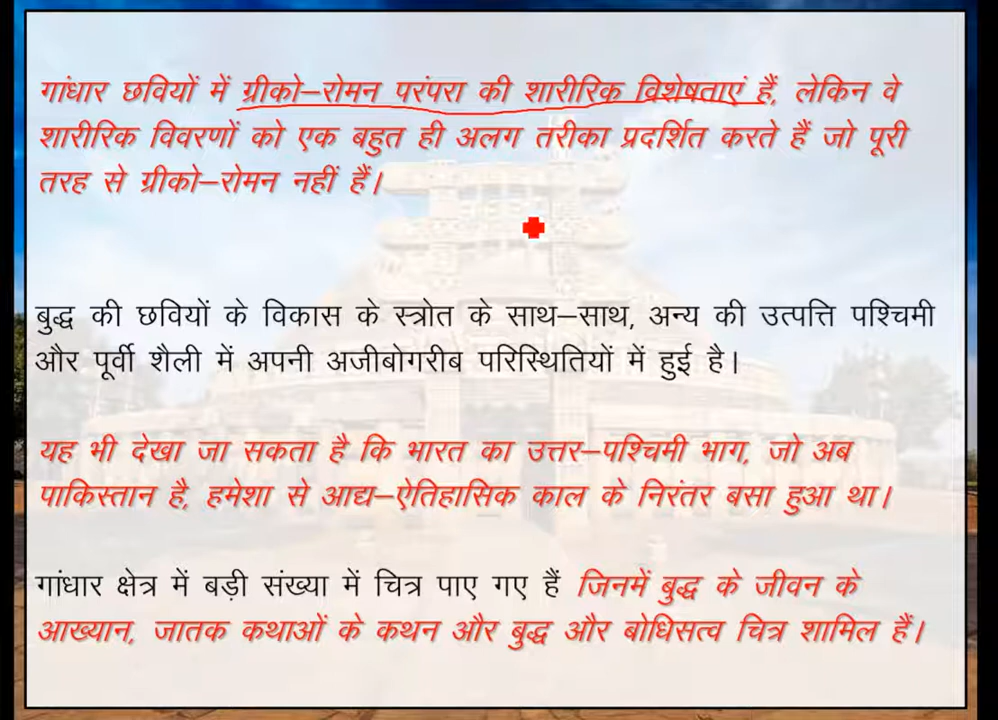 गांधार छवियों में ग्रीको–रोमन परंपरा की शारीरिक विशेषताएं हैं, लेकिन वे
शारीरिक विवरणों को एक बहुत ही अलग तरीका प्रदर्शित करते हैं जो पूरी
तरह से ग्रीको–रोमन नहीं हैं।
बुद्ध की छवियों के विकास के स्त्रोत के साथ–साथ, अन्य की उत्पत्ति पश्चिमी
और पूर्वी शैली में अपनी अजीबोगरीब परिस्थितियों में हुई है।
यह भी देखा जा सकता है कि भारत का उत्तर–पश्चिमी भाग, जो अब
पाकिस्तान है, हमेशा से आद्य–ऐतिहासिक काल के निरंतर बसा हुआ था।
गांधार क्षेत्र में बड़ी संख्या में चित्र पाए गए हैं जिनमें बुद्ध के जीवन के
आख्यान, जातक कथाओं के कथन और बुद्ध और बोधिसत्व चित्र शामिल हैं।